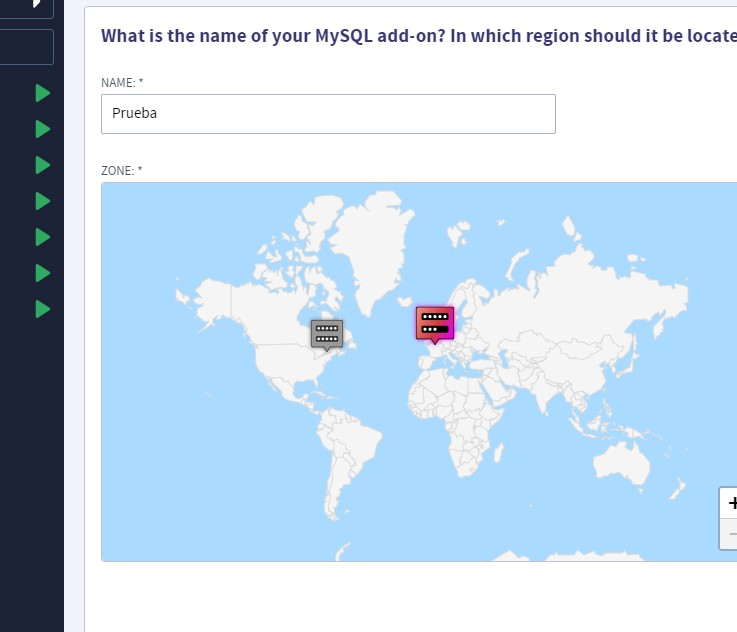 What is the name of your MySQL add-on? In which region should it be locate
NAME: *
Prueba
ZONE: *
+
−